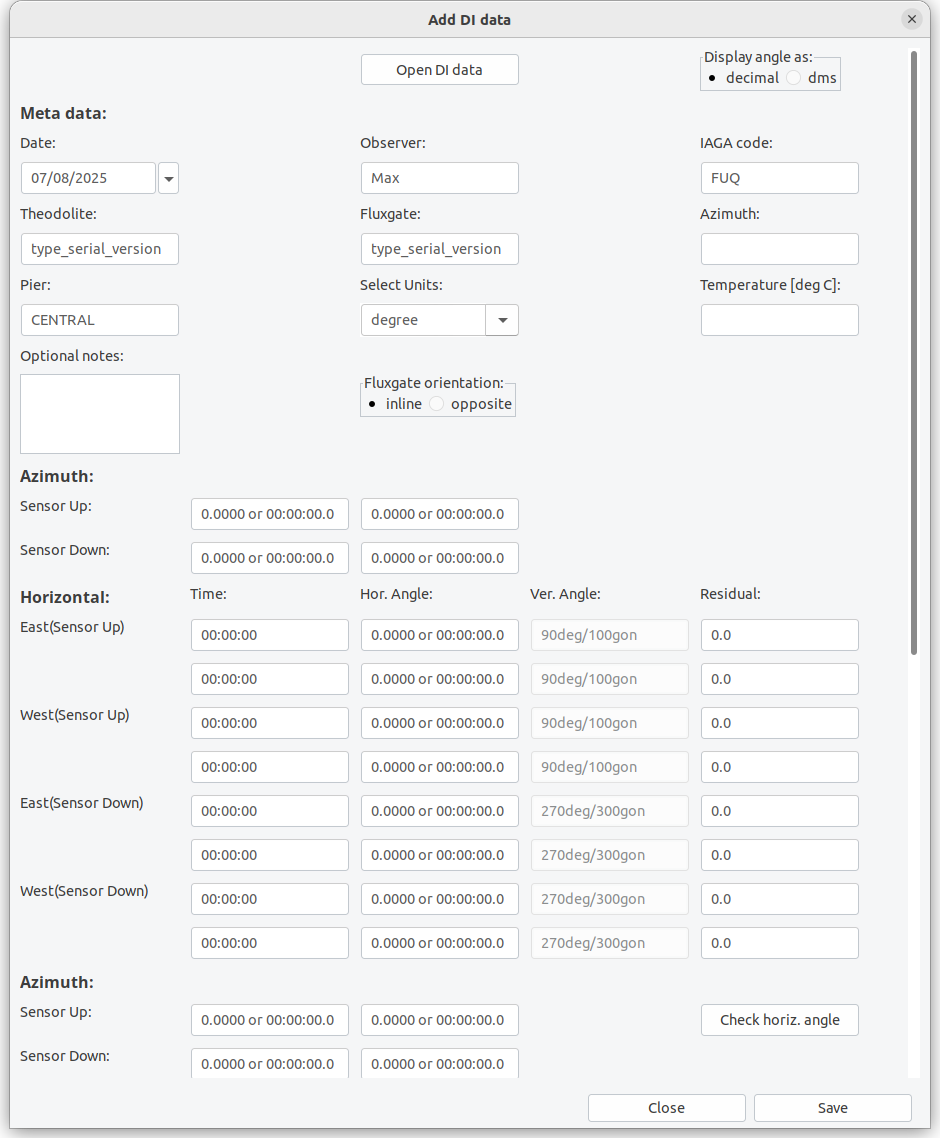 Add DI data
Open DI data
Display angle as:
decimal dms
Meta data:
Date: Observer: IAGA code:
07/08/2025 Max FUQ
Theodolite: Fluxgate: Azimuth:
type_serial_version type_serial_version
Pier: Select Units: Temperature [deg C]:
CENTRAL degree
Optional notes:
Fluxgate orientation:
inline opposite
Azimuth:
Sensor Up: 0.0000 or 00:00:00.0 0.0000 or 00:00:00.0
Sensor Down: 0.0000 or 00:00:00.0 0.0000 or 00:00:00.0
Horizontal: Time: Hor. Angle: Ver. Angle: Residual:
East(Sensor Up) 00:00:00 0.0000 or 00:00:00.0 90deg/100gon 0.0
00:00:00 0.0000 or 00:00:00.0 90deg/100gon 0.0
West(Sensor Up) 00:00:00 0.0000 or 00:00:00.0 90deg/100gon 0.0
00:00:00 0.0000 or 00:00:00.0 90deg/100gon 0.0
East(Sensor Down) 00:00:00 0.0000 or 00:00:00.0 270deg/300gon 0.0
00:00:00 0.0000 or 00:00:00.0 270deg/300gon 0.0
West(Sensor Down) 00:00:00 0.0000 or 00:00:00.0 270deg/300gon 0.0
00:00:00 0.0000 or 00:00:00.0 270deg/300gon 0.0
Azimuth:
Sensor Up: 0.0000 or 00:00:00.0 0.0000 or 00:00:00.0 Check horiz. angle
Sensor Down: 0.0000 or 00:00:00.0 0.0000 or 00:00:00.0
Close Save